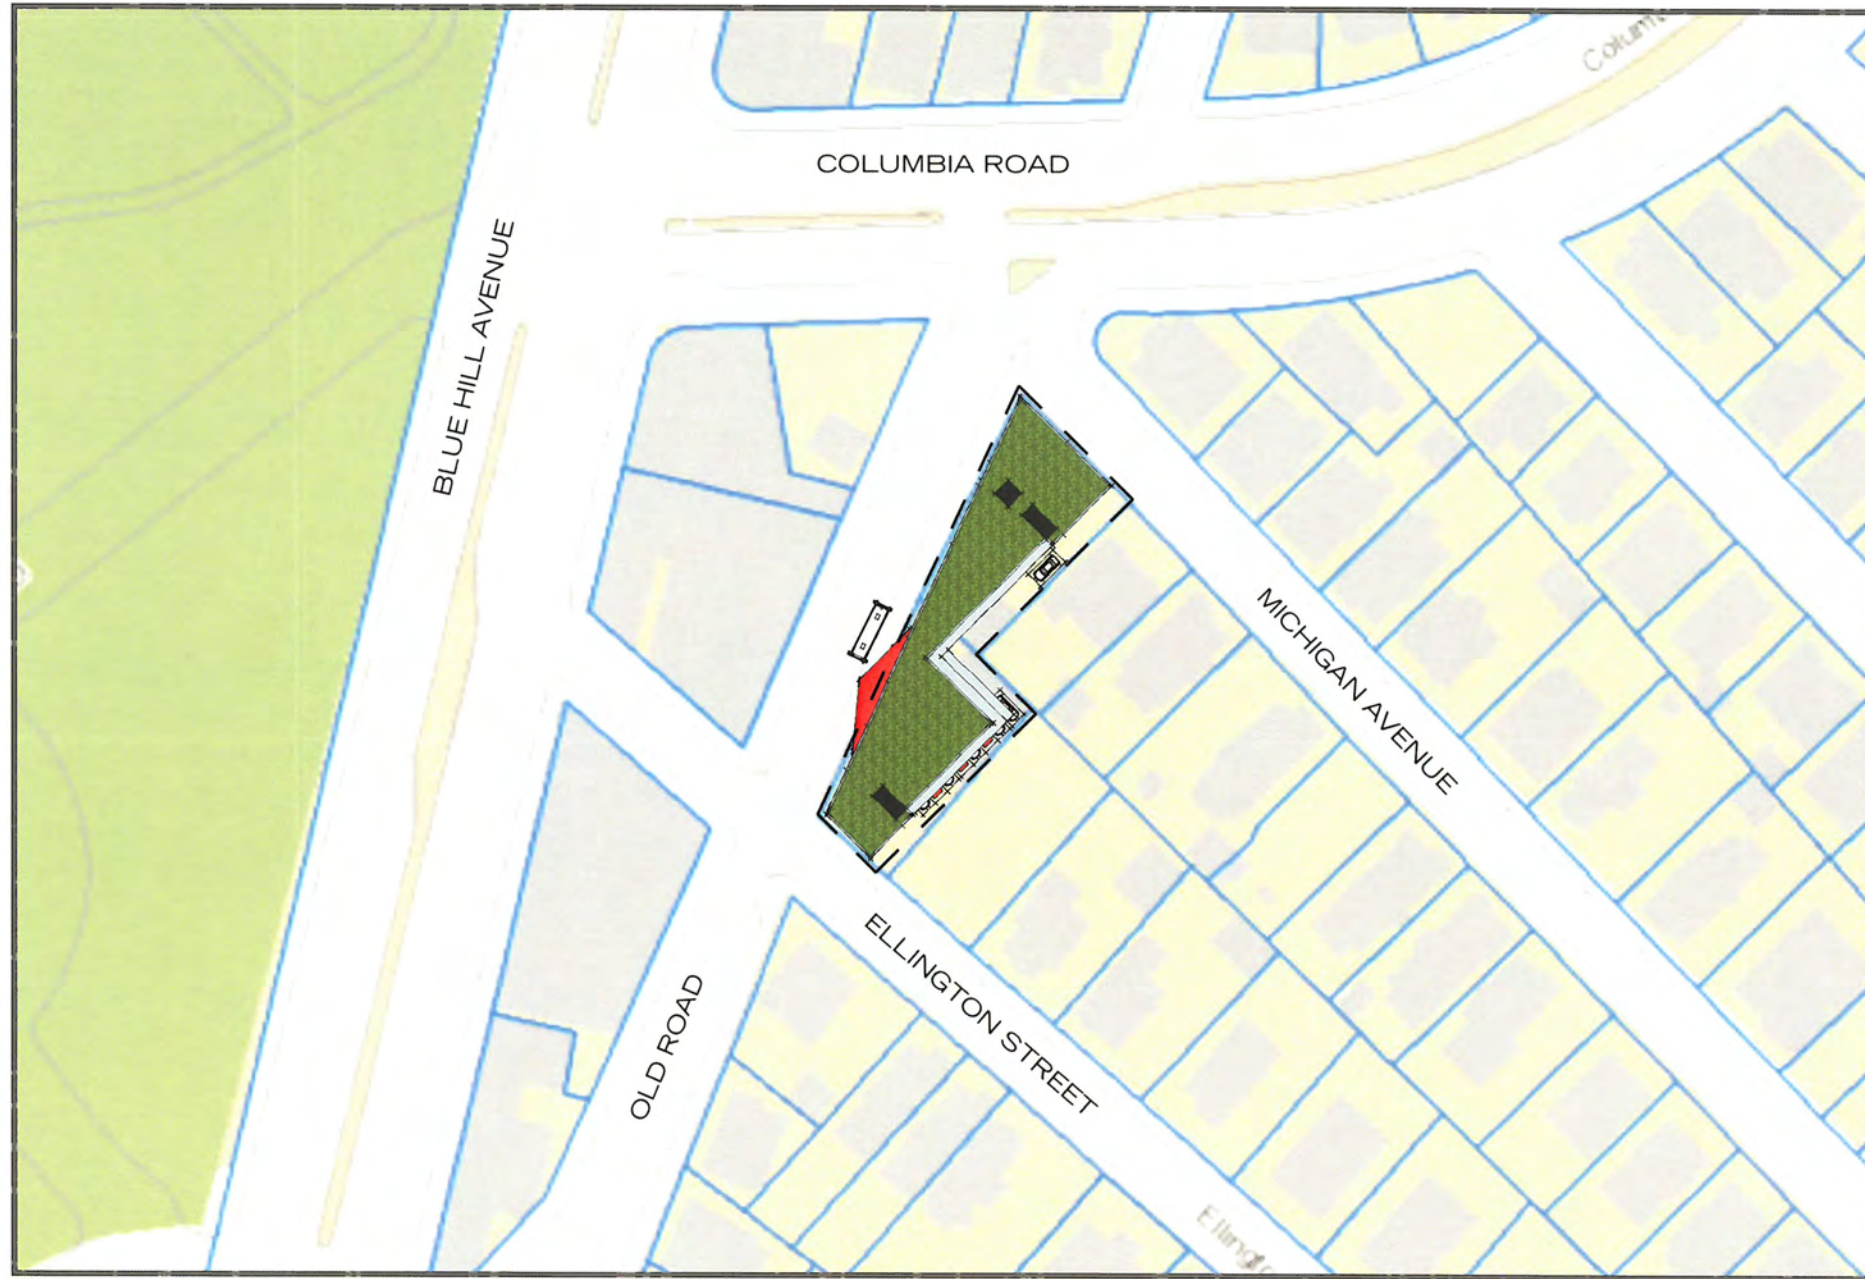 COLUMBIA ROAD
BLUE HILL AVENUE
MICHIGAN AVENUE
ELLINGTON STREET
OLD ROAD